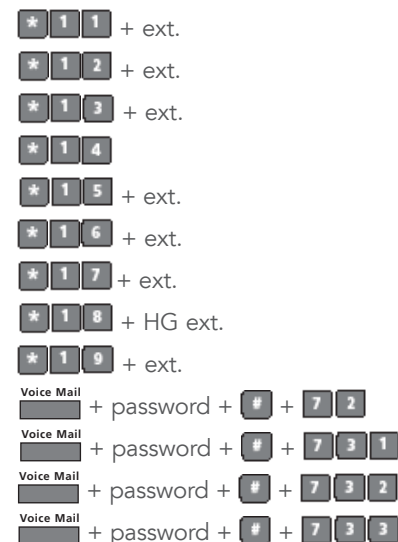 * 1 1 + ext.
* 1 2 + ext.
* 1 3 + ext.
* 1 4
* 1 5 + ext.
* 1 6 + ext.
* 1 7 + ext.
* 1 8 + HG ext.
* 1 9 + ext.
Voice Mail + password + # + 7 2
Voice Mail + password + # + 7 3 1
Voice Mail + password + # + 7 3 2
Voice Mail + password + # + 7 3 3